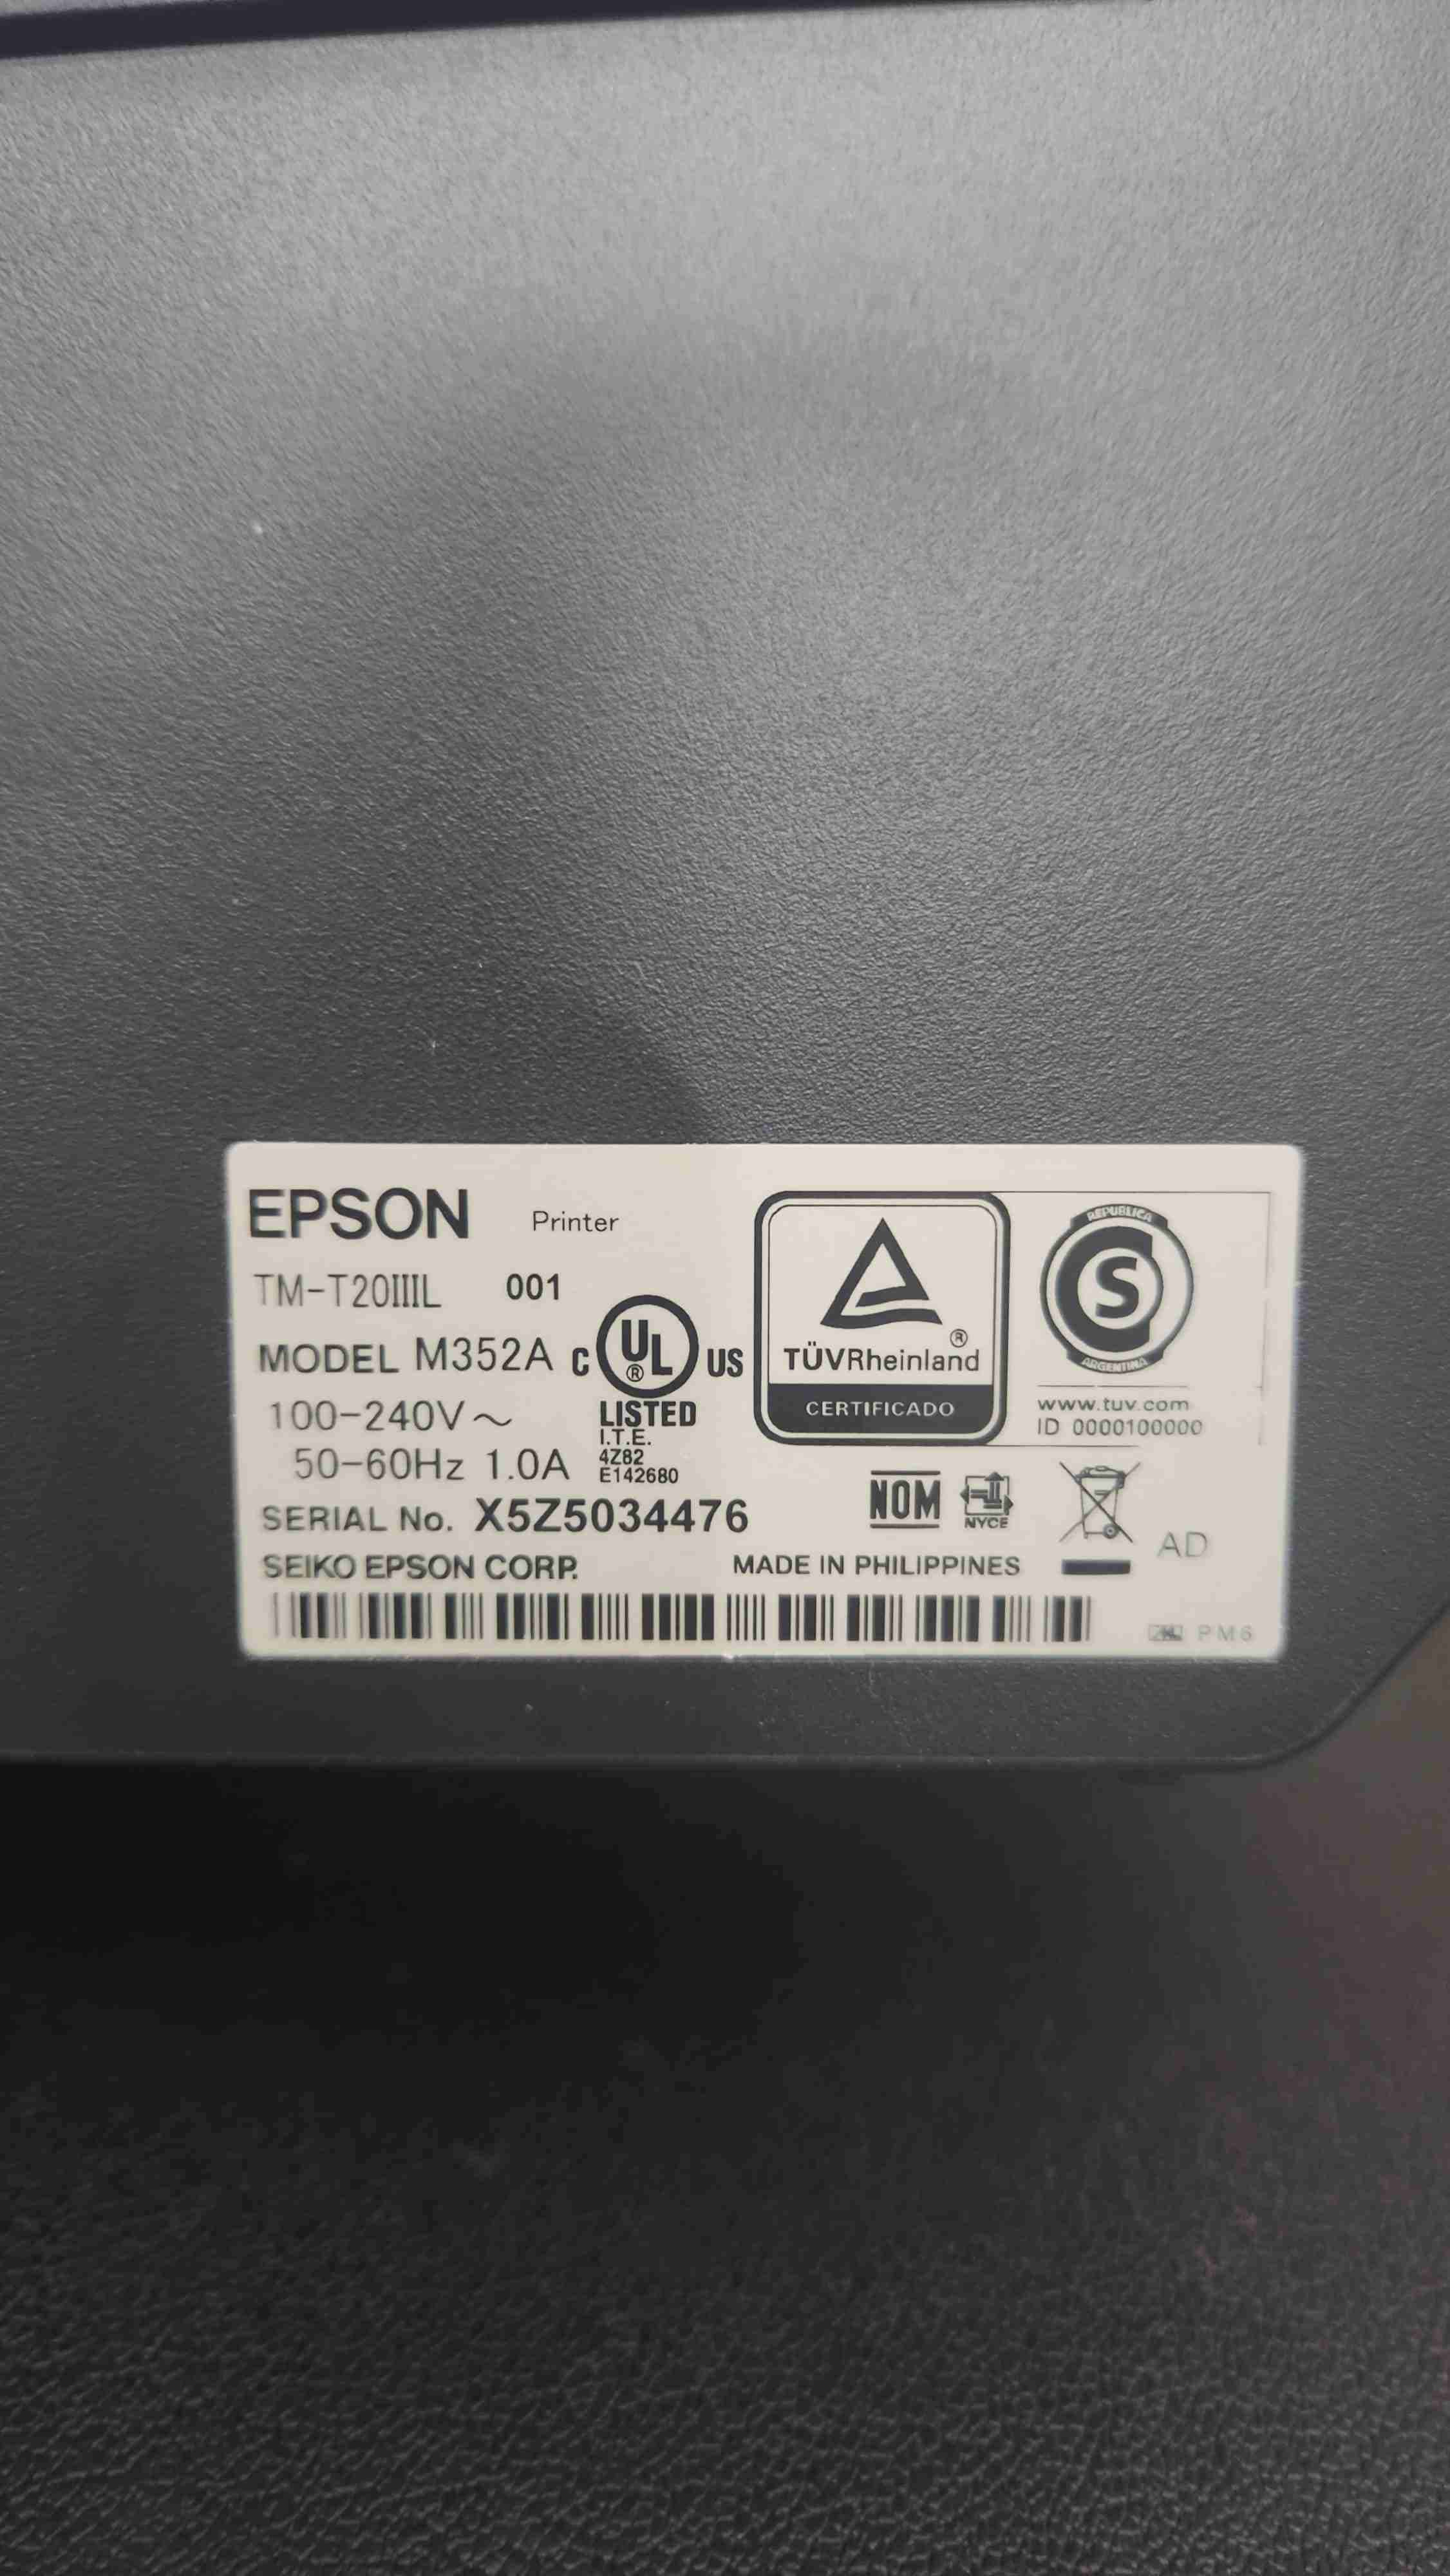 EPSON Printer
TM-T20IIIL 001
MODEL M352A
100-240V~
50-60Hz 1.0A
C UL® US
LISTED
I.T.E.
4Z82
E142680
TÜVRheinland®
CERTIFICADO
REPUBLICA
S
ARGENTINA
www.tuv.com
ID 0000100000
SERIAL No. X5Z5034476
NOM
NYCE
AD
SEIKO EPSON CORP. MADE IN PHILIPPINES
PM6